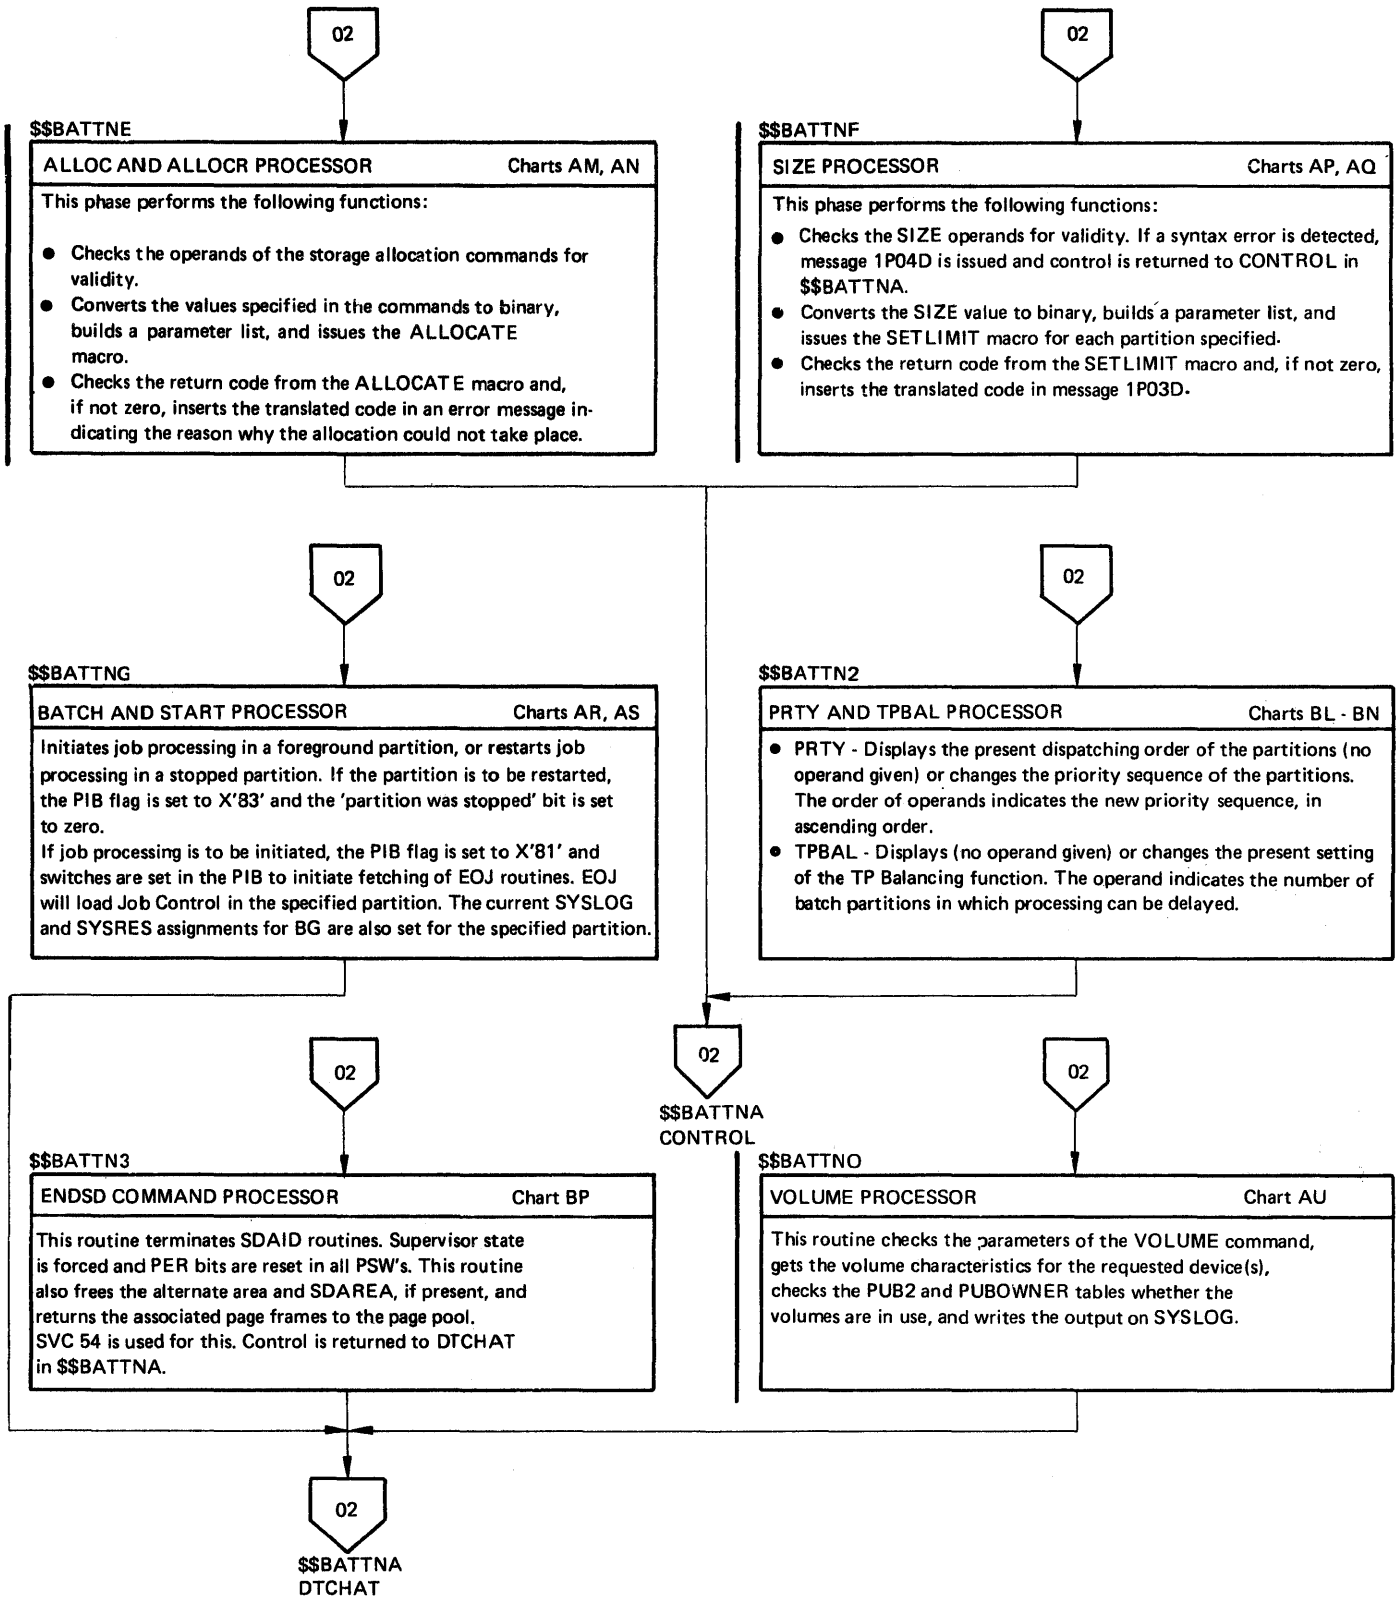 02
02
$$BATTNE
ALLOC AND ALLOCR PROCESSOR Charts AM, AN
This phase performs the following functions:
● Checks the operands of the storage allocation commands for
validity.
● Converts the values specified in the commands to binary,
builds a parameter list, and issues the ALLOCATE
macro.
● Checks the return code from the ALLOCATE macro and,
if not zero, inserts the translated code in an error message in-
dicating the reason why the allocation could not take place.
$$BATTNF
SIZE PROCESSOR Charts AP, AQ
This phase performs the following functions:
● Checks the SIZE operands for validity. If a syntax error is detected,
message 1P04D is issued and control is returned to CONTROL in
$$BATTNA.
● Converts the SIZE value to binary, builds a parameter list, and
issues the SETLIMIT macro for each partition specified.
● Checks the return code from the SETLIMIT macro and, if not zero,
inserts the translated code in message 1P03D.
02
02
$$BATTNG
BATCH AND START PROCESSOR Charts AR, AS
Initiates job processing in a foreground partition, or restarts job
processing in a stopped partition. If the partition is to be restarted,
the PIB flag is set to X'83' and the 'partition was stopped' bit is set
to zero.
If job processing is to be initiated, the PIB flag is set to X'81' and
switches are set in the PIB to initiate fetching of EOJ routines. EOJ
will load Job Control in the specified partition. The current SYSLOG
and SYSRES assignments for BG are also set for the specified partition.
$$BATTN2
PRTY AND TPBAL PROCESSOR Charts BL - BN
● PRTY - Displays the present dispatching order of the partitions (no
operand given) or changes the priority sequence of the partitions.
The order of operands indicates the new priority sequence, in
ascending order.
● TPBAL - Displays (no operand given) or changes the present setting
of the TP Balancing function. The operand indicates the number of
batch partitions in which processing can be delayed.
02
02
$$BATTNA
CONTROL
02
$$BATTN3
ENDSD COMMAND PROCESSOR Chart BP
This routine terminates SDAID routines. Supervisor state
is forced and PER bits are reset in all PSW's. This routine
also frees the alternate area and SDAREA, if present, and
returns the associated page frames to the page pool.
SVC 54 is used for this. Control is returned to DTCHAT
in $$BATTNA.
$$BATTNO
VOLUME PROCESSOR Chart AU
This routine checks the parameters of the VOLUME command,
gets the volume characteristics for the requested device(s),
checks the PUB2 and PUBOWNER tables whether the
volumes are in use, and writes the output on SYSLOG.
02
$$BATTNA
DTCHAT